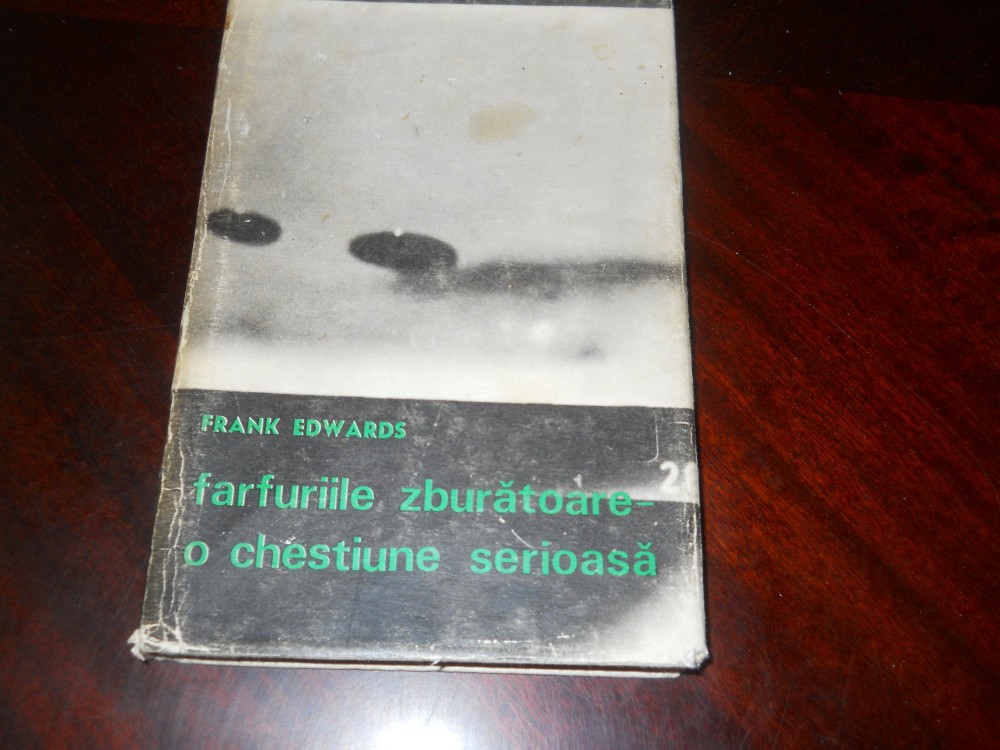 FRANK EDWARDS
farfuriile zburătoare-
o chestiune serioasă